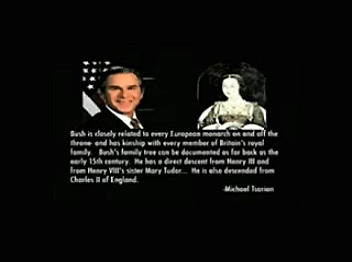 Bush is closely related to every European monarch on and off the
throne- and has kinship with every member of Britain's royal
family. Bush's family tree can be documented as far back as the
early 15th century. He has a direct descent from Henry III and
from Henry VIII's sister Mary Tudor... He is also descended from
Charles II of England.
-Michael Tsarion